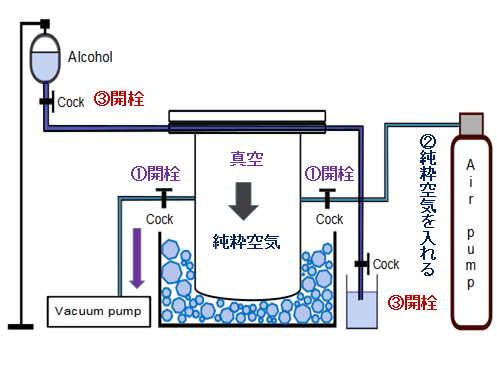 Alcohol
Cock
③開栓
真空
①開栓
①開栓
Cock
純粋空気
Cock
②純粋空気を入れる
Air pump
Cock
③開栓
Vacuum pump